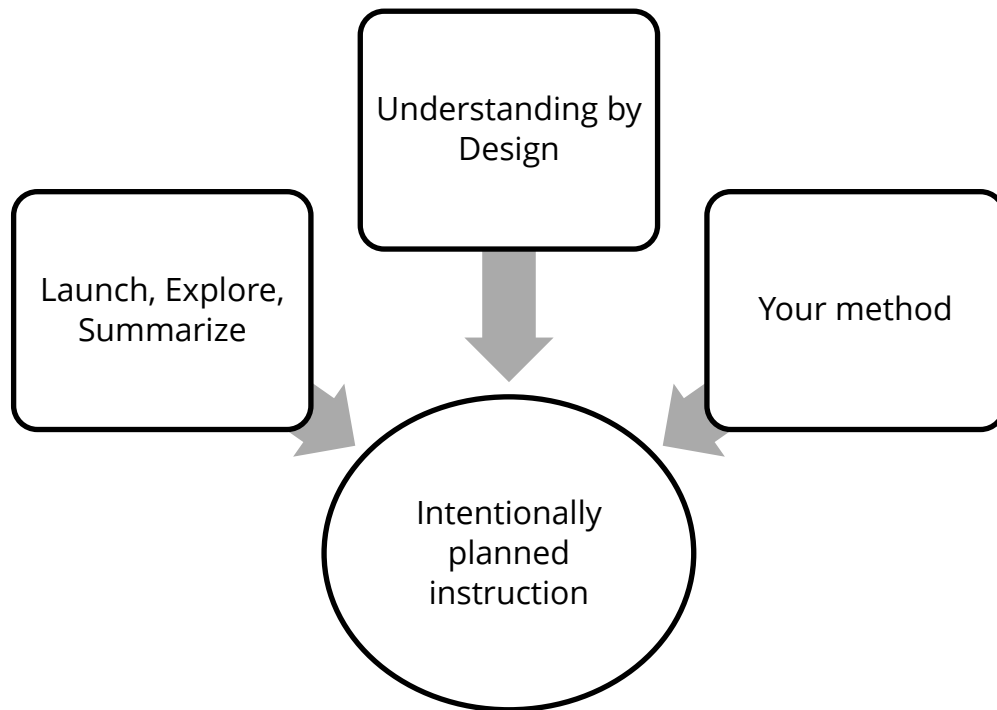 Understanding by
Design
Launch, Explore,
Summarize
Your method
Intentionally
planned
instruction